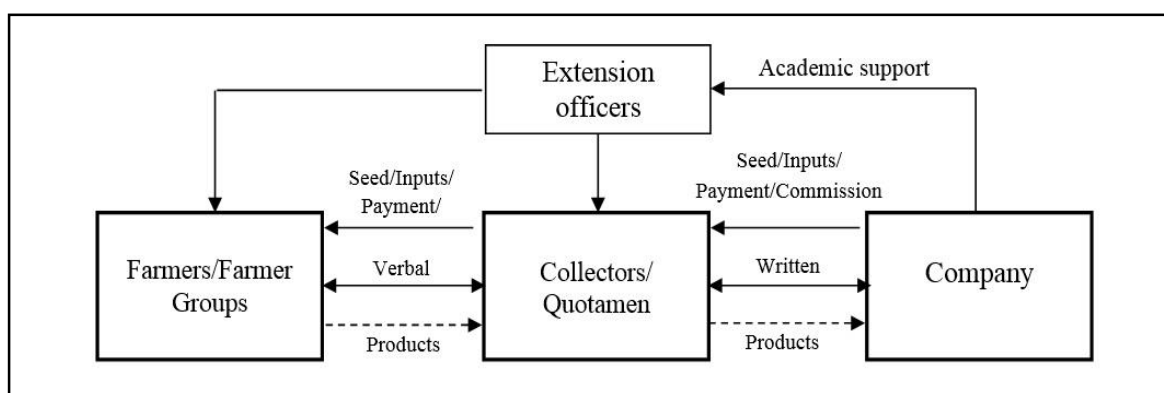 Extension
officers
Academic support
Seed/Inputs/
Payment/
Seed/Inputs/
Payment/Commission
Farmers/Farmer
Groups
Verbal
Collectors/
Quotamen
Written
Company
Products
Products